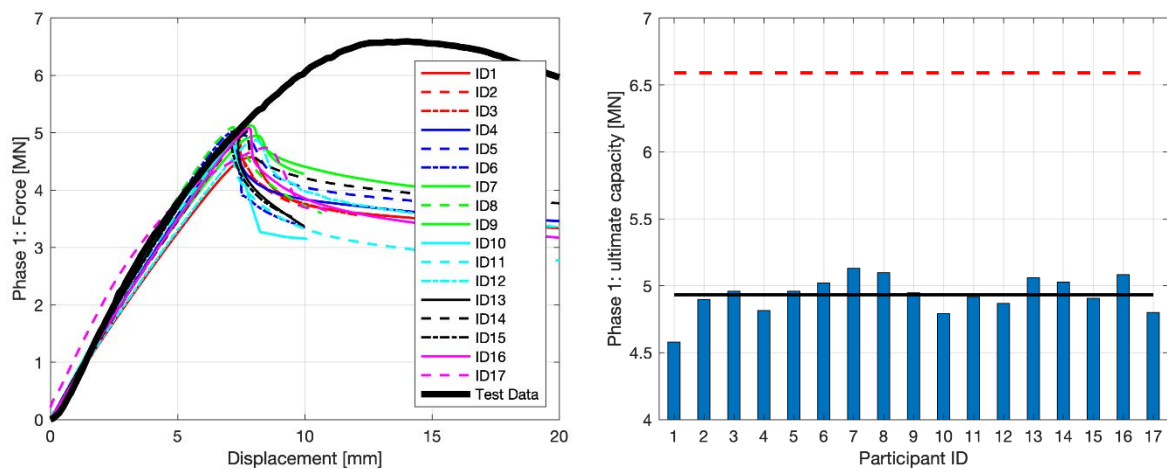 Phase 1: Force [MN]
7
6
5
4
3
2
1
0
0 5 10 15 20
Displacement [mm]
ID1
ID2
ID3
ID4
ID5
ID6
ID7
ID8
ID9
ID10
ID11
ID12
ID13
ID14
ID15
ID16
ID17
Test Data
Phase 1: ultimate capacity [MN]
7
6.5
6
5.5
5
4.5
4
1 2 3 4 5 6 7 8 9 10 11 12 13 14 15 16 17
Participant ID